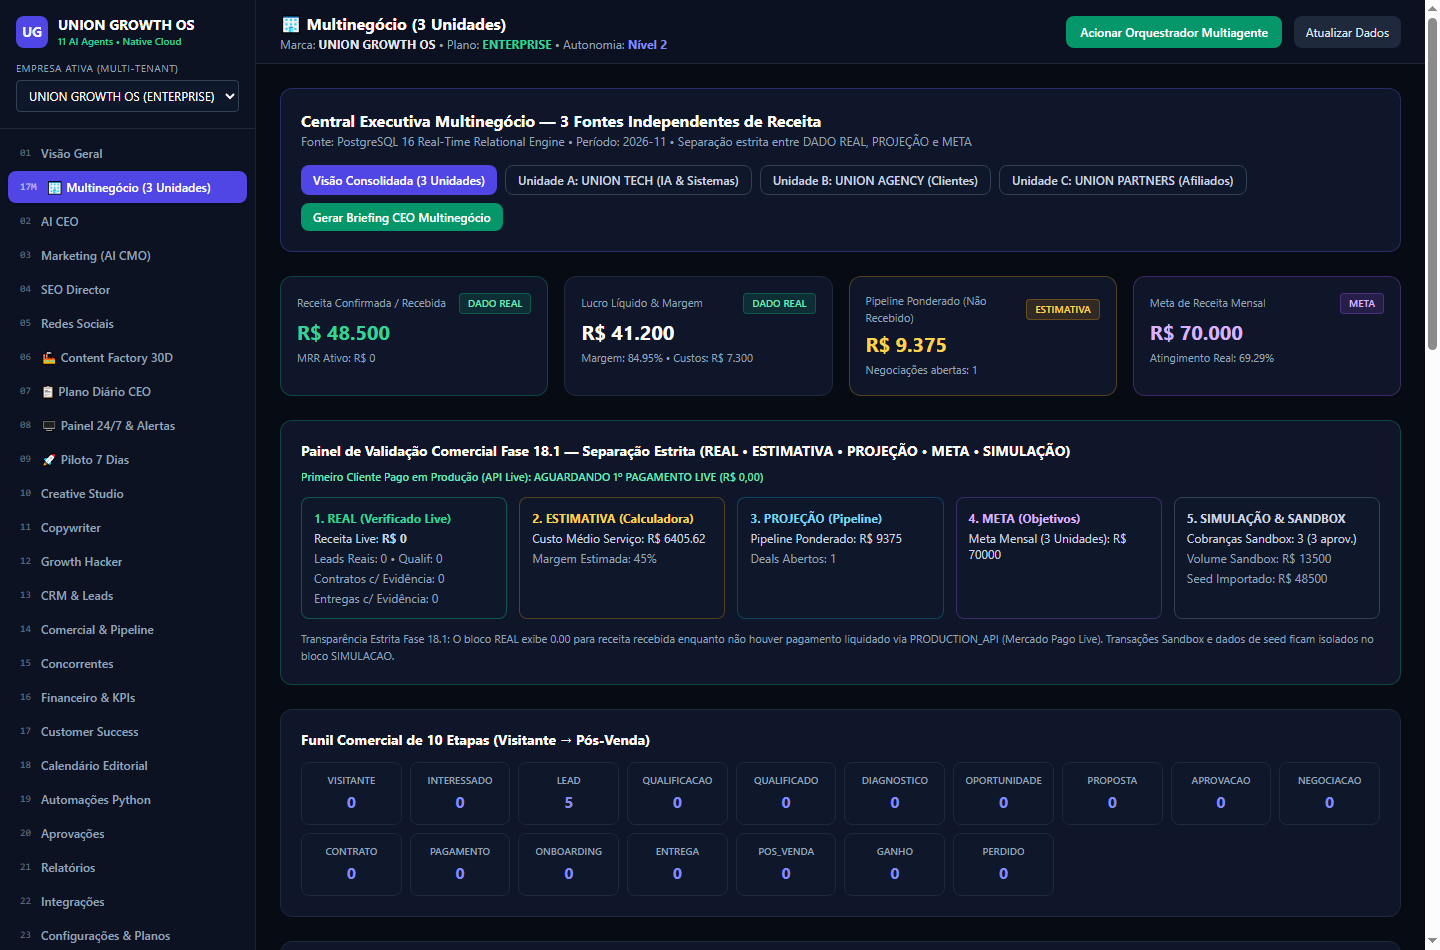 UG
UNION GROWTH OS
11 AI Agents • Native Cloud
EMPRESA ATIVA (MULTI-TENANT)
UNION GROWTH OS (ENTERPRISE)
01 Visão Geral
17M Multinegócio (3 Unidades)
02 AI CEO
03 Marketing (AI CMO)
04 SEO Director
05 Redes Sociais
06 Content Factory 30D
07 Plano Diário CEO
08 Painel 24/7 & Alertas
09 Piloto 7 Dias
10 Creative Studio
11 Copywriter
12 Growth Hacker
13 CRM & Leads
14 Comercial & Pipeline
15 Concorrentes
16 Financeiro & KPIs
17 Customer Success
18 Calendário Editorial
19 Automações Python
20 Aprovações
21 Relatórios
22 Integrações
23 Configurações & Planos
Multinegócio (3 Unidades)
Marca: UNION GROWTH OS • Plano: ENTERPRISE • Autonomia: Nível 2
Acionar Orquestrador Multiagente
Atualizar Dados
Central Executiva Multinegócio — 3 Fontes Independentes de Receita
Fonte: PostgreSQL 16 Real-Time Relational Engine • Período: 2026-11 • Separação estrita entre DADO REAL, PROJEÇÃO e META
Visão Consolidada (3 Unidades)
Unidade A: UNION TECH (IA & Sistemas)
Unidade B: UNION AGENCY (Clientes)
Unidade C: UNION PARTNERS (Afiliados)
Gerar Briefing CEO Multinegócio
Receita Confirmada / Recebida
DADO REAL
R$ 48.500
MRR Ativo: R$ 0
Lucro Líquido & Margem
DADO REAL
R$ 41.200
Margem: 84.95% • Custos: R$ 7.300
Pipeline Ponderado (Não
Recebido)
ESTIMATIVA
R$ 9.375
Negociações abertas: 1
Meta de Receita Mensal
META
R$ 70.000
Atingimento Real: 69.29%
Painel de Validação Comercial Fase 18.1 — Separação Estrita (REAL • ESTIMATIVA • PROJEÇÃO • META • SIMULAÇÃO)
Primeiro Cliente Pago em Produção (API Live): AGUARDANDO 1º PAGAMENTO LIVE (R$ 0,00)
1. REAL (Verificado Live)
Receita Live: R$ 0
Leads Reais: 0 • Qualif: 0
Contratos c/ Evidência: 0
Entregas c/ Evidência: 0
2. ESTIMATIVA (Calculadora)
Custo Médio Serviço: R$ 6405.62
Margem Estimada: 45%
3. PROJEÇÃO (Pipeline)
Pipeline Ponderado: R$ 9375
Deals Abertos: 1
4. META (Objetivos)
Meta Mensal (3 Unidades): R$
70000
5. SIMULAÇÃO & SANDBOX
Cobranças Sandbox: 3 (3 aprov.)
Volume Sandbox: R$ 13500
Seed Importado: R$ 48500
Transparência Estrita Fase 18.1: O bloco REAL exibe 0.00 para receita recebida enquanto não houver pagamento liquidado via PRODUCTION_API (Mercado Pago Live). Transações Sandbox e dados de seed ficam isolados no
bloco SIMULACAO.
Funil Comercial de 10 Etapas (Visitante → Pós-Venda)
VISITANTE
0
INTERESSADO
0
LEAD
5
QUALIFICACAO
0
QUALIFICADO
0
DIAGNOSTICO
0
OPORTUNIDADE
0
PROPOSTA
0
APROVACAO
0
NEGOCIACAO
0
CONTRATO
0
PAGAMENTO
0
ONBOARDING
0
ENTREGA
0
POS_VENDA
0
GANHO
0
PERDIDO
0